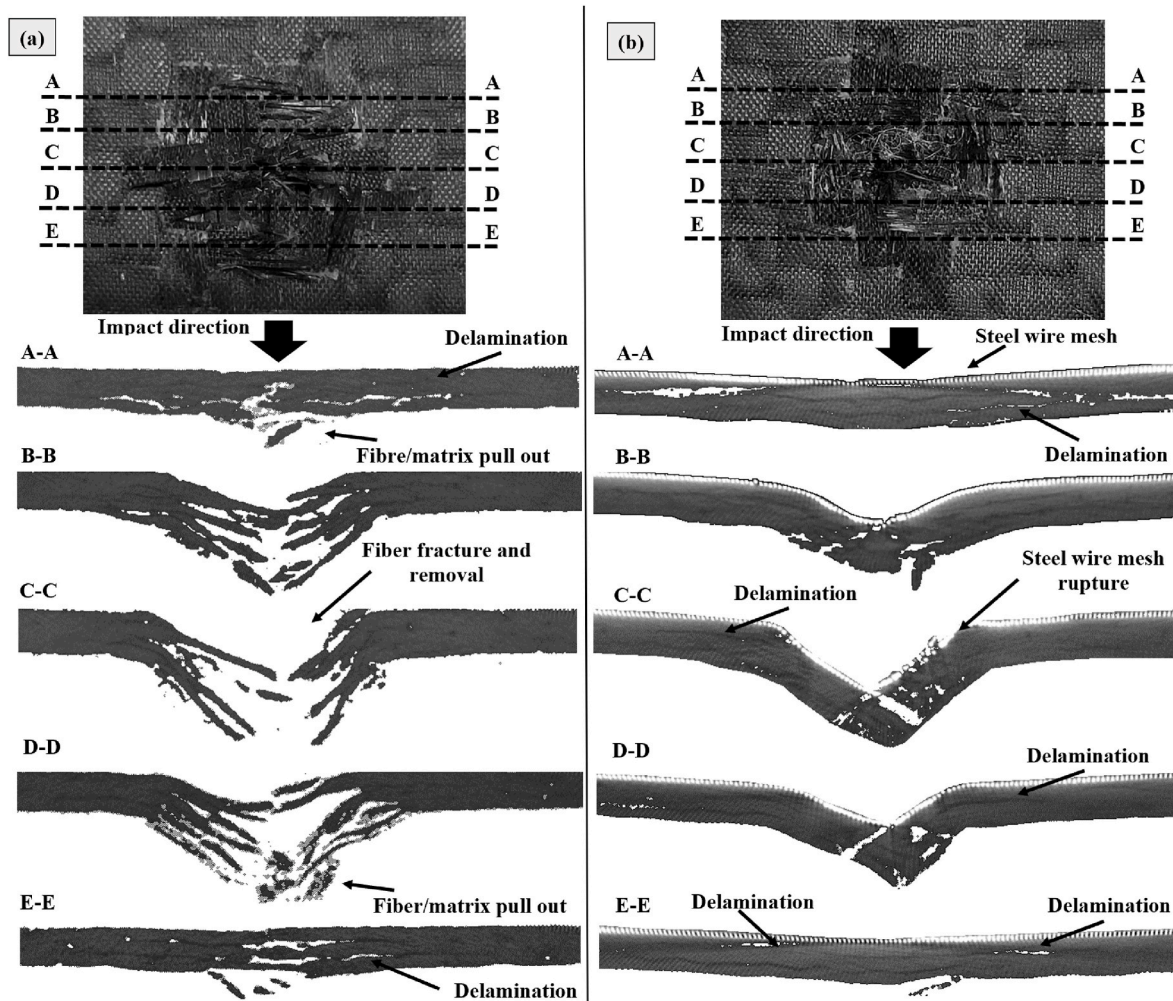 (a)
A A
B B
C C
D D
E E
Impact direction
A-A
Delamination
Fibre/matrix pull out
B-B
Fiber fracture and
removal
C-C
D-D
Fiber/matrix pull out
E-E
Delamination
(b)
A A
B B
C C
D D
E E
Impact direction
Steel wire mesh
A-A
Delamination
B-B
Steel wire mesh
rupture
C-C
Delamination
D-D
Delamination
E-E
Delamination
Delamination